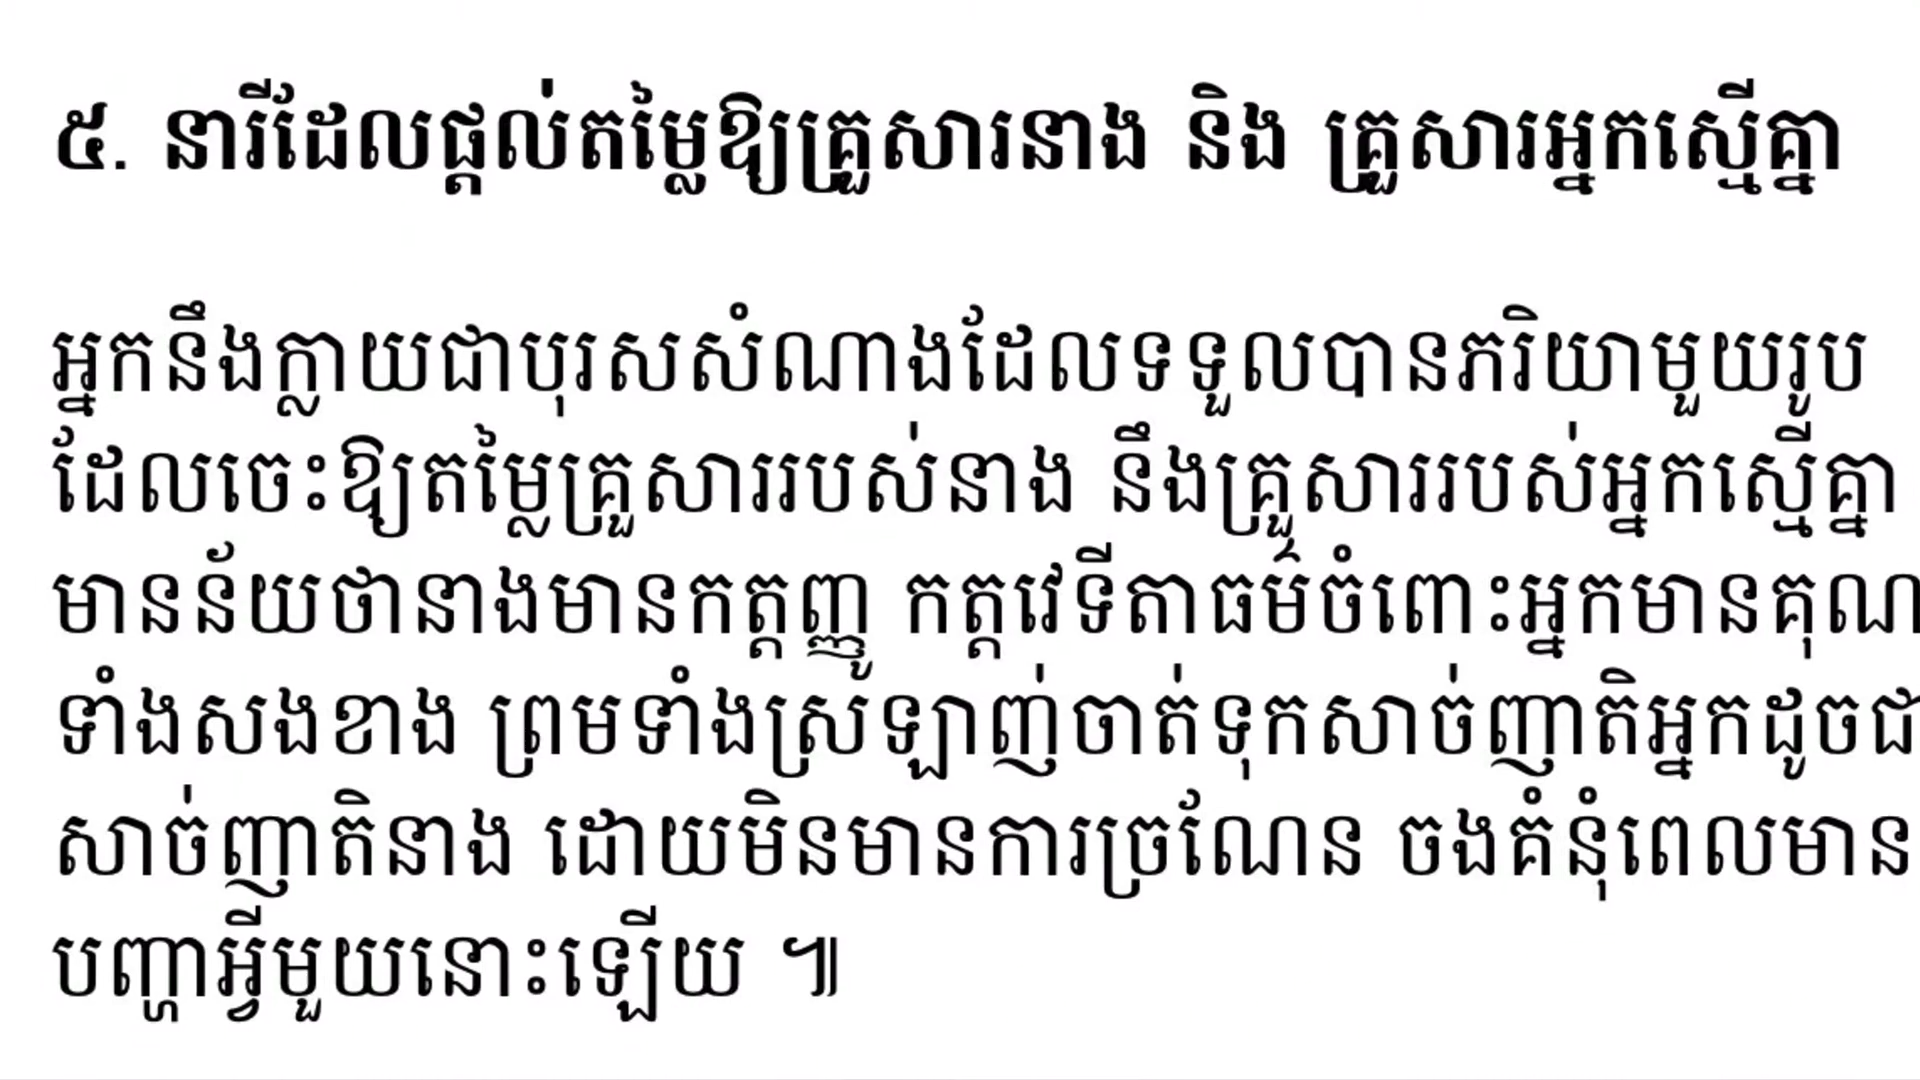 ៥. នារីដែលផ្តល់តម្លៃឱ្យគ្រួសារនាង និង គ្រួសារអ្នកស្មើគ្នា
អ្នកនឹងក្លាយជាបុរសសំណាងដែលទទួលបានភរិយាមួយរូប
ដែលចេះឱ្យតម្លៃគ្រួសាររបស់នាង នឹងគ្រួសាររបស់អ្នកស្មើគ្នា
មានន័យថានាងមានកត្តញ្ញូ កត្តវេទីតាធម៌ចំពោះអ្នកមានគុណ
ទាំងសងខាង ព្រមទាំងស្រឡាញ់ចាត់ទុកសាច់ញាតិអ្នកដូចជា
សាច់ញាតិនាង ដោយមិនមានការច្រណែន ចងគំនុំពេលមាន
បញ្ហាអ្វីមួយនោះឡើយ ៕